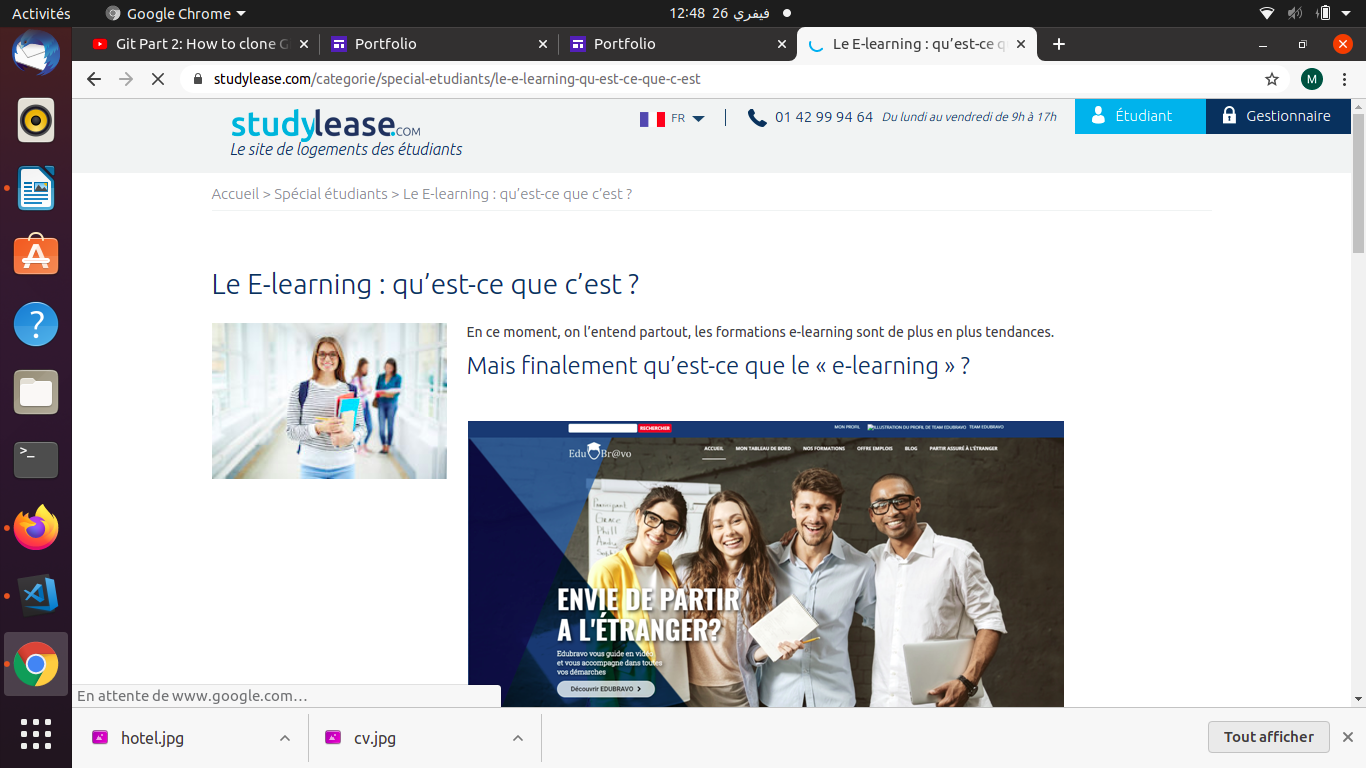 Activités
Google Chrome
12:48 26 فيفري
Git Part 2: How to clone G
Portfolio
Portfolio
Le E-learning : qu'est-ce q
studylease.com/categorie/special-etudiants/le-e-learning-qu-est-ce-que-c-est
M
studylease.COM
Le site de logements des étudiants
FR
01 42 99 94 64
Du lundi au vendredi de 9h à 17h
Étudiant
Gestionnaire
Accueil > Spécial étudiants > Le E-learning : qu'est-ce que c'est ?
Le E-learning : qu'est-ce que c'est ?
En ce moment, on l'entend partout, les formations e-learning sont de plus en plus tendances.
Mais finalement qu'est-ce que le « e-learning » ?
RECHERCHER
MON PROFIL
ILLUSTRATION DU PROFIL DE TEAM EDUBRAVO
TEAM EDUBRAVO
Edu Br@vo
ACCUEIL
MON TABLEAU DE BORD
NOS FORMATIONS
OFFRE EMPLOIS
BLOG
PARTIR ASSURÉ À L'ÉTRANGER
Grace
Phill
ENVIE DE PARTIR
A L'ÉTRANGER?
Edubravo vous guide en vidéo
et vous accompagne dans toutes
vos démarches
Découvrir EDUBRAVO >
En attente de www.google.com…
hotel.jpg
cv.jpg
Tout afficher